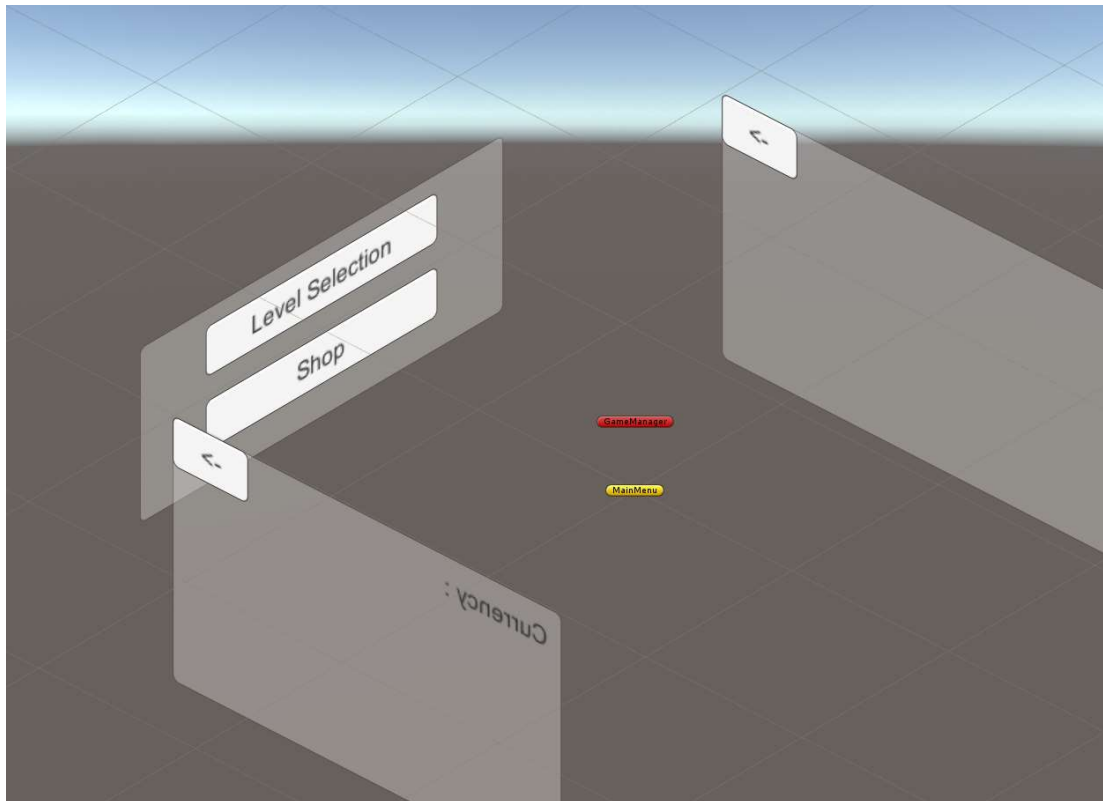 ->
Level Selection
Shop
->
GameManager
MainMenu
Currency :